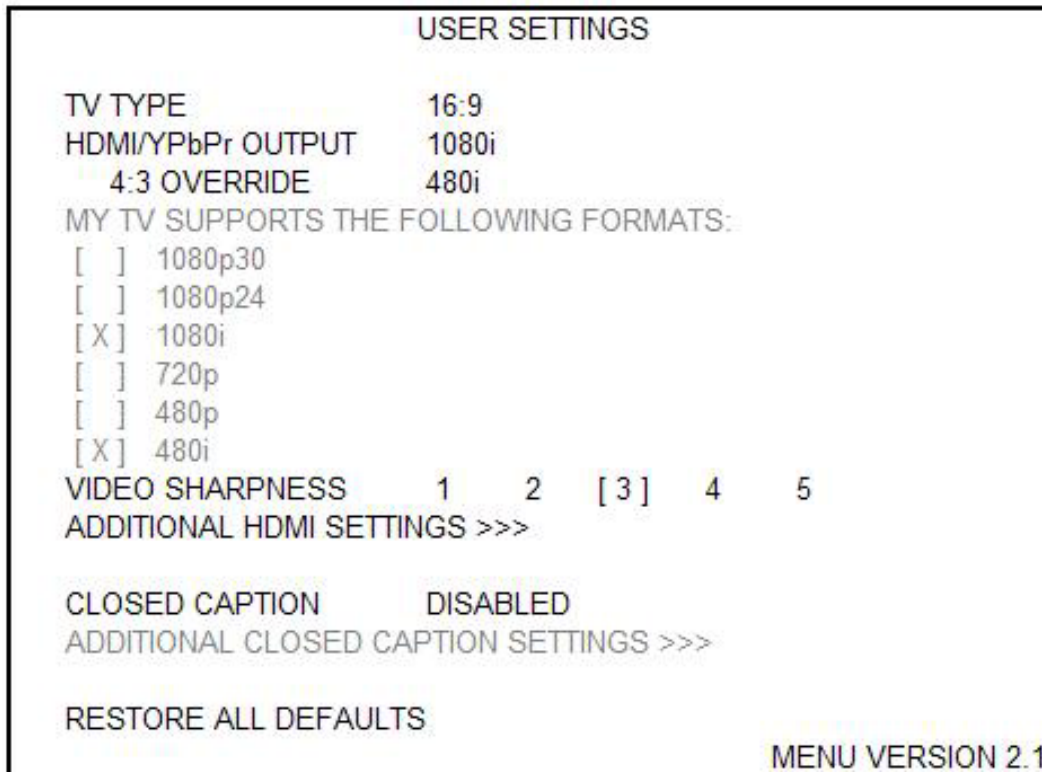 USER SETTINGS
TV TYPE 16:9
HDMI/YPbPr OUTPUT 1080i
4:3 OVERRIDE 480i
MY TV SUPPORTS THE FOLLOWING FORMATS:
[ ] 1080p30
[ ] 1080p24
[ X ] 1080i
[ ] 720p
[ ] 480p
[ X ] 480i
VIDEO SHARPNESS 1 2 [ 3 ] 4 5
ADDITIONAL HDMI SETTINGS >>>
CLOSED CAPTION DISABLED
ADDITIONAL CLOSED CAPTION SETTINGS >>>
RESTORE ALL DEFAULTS
MENU VERSION 2.1